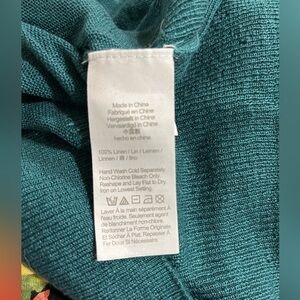 Made in China
Fabriqué en Chine
Hergestellt in China
Vervaardigd in China
中国製
hecho en China
100% Linen / Lin / Leinen /
Linnen / 麻 / lino
Hand Wash Cold Separately
Non-Chlorine Bleach Only
Reshape and Lay Flat to Dry
Iron on Lowest Setting
Laver À la main séparément À
l'eau froide. Seulement agent
de blanchiment non-chlore.
Redonner La Forme Originale
Et Sécher À Plat. Repasser À
Fer Doux Si Nécessaire